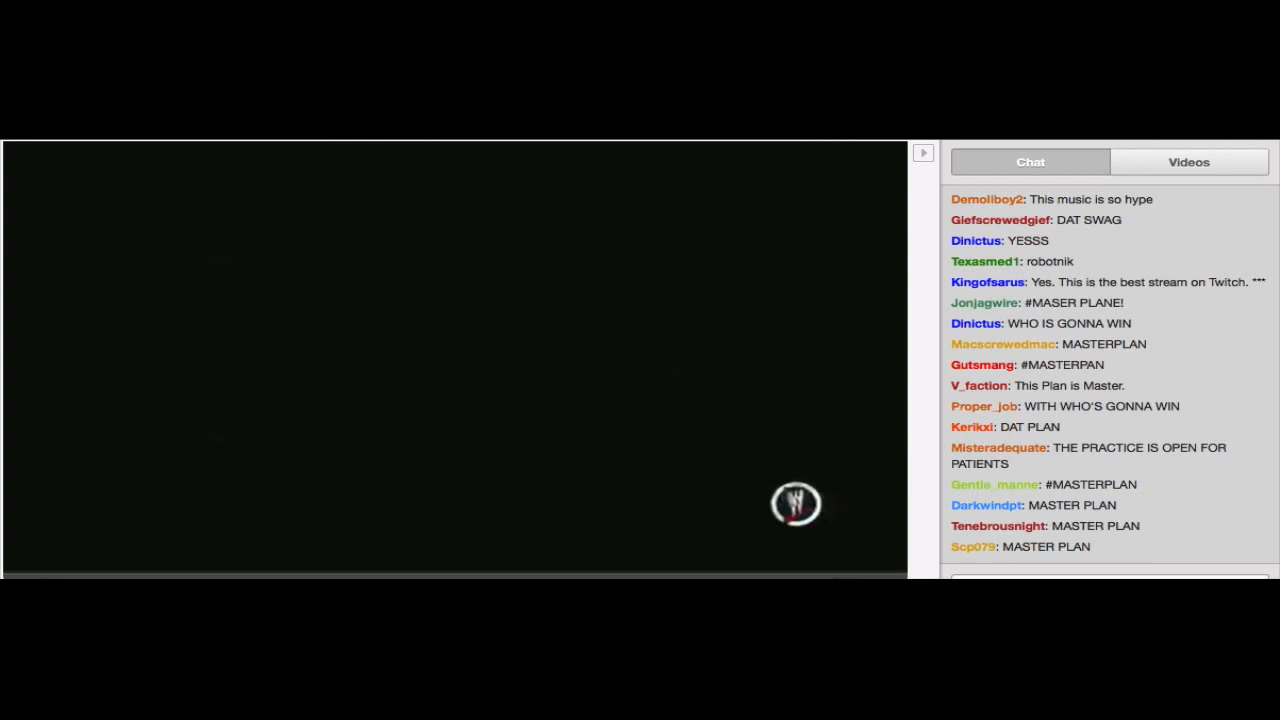 Chat
Videos
Demoliboy2: This music is so hype
Giefscrewedgief: DAT SWAG
Dinictus: YESSS
Texasmed1: robotnik
Kingofsarus: Yes. This is the best stream on Twitch. ***
Jonjagwire: #MASER PLANE!
Dinictus: WHO IS GONNA WIN
Macscrewedmac: MASTERPLAN
Gutsmang: #MASTERPAN
V_faction: This Plan is Master.
Proper_job: WITH WHO'S GONNA WIN
Kerikxi: DAT PLAN
Misteradequate: THE PRACTICE IS OPEN FOR
PATIENTS
Gentle_manne: #MASTERPLAN
Darkwindpt: MASTER PLAN
Tenebrousnight: MASTER PLAN
Scp079: MASTER PLAN
W